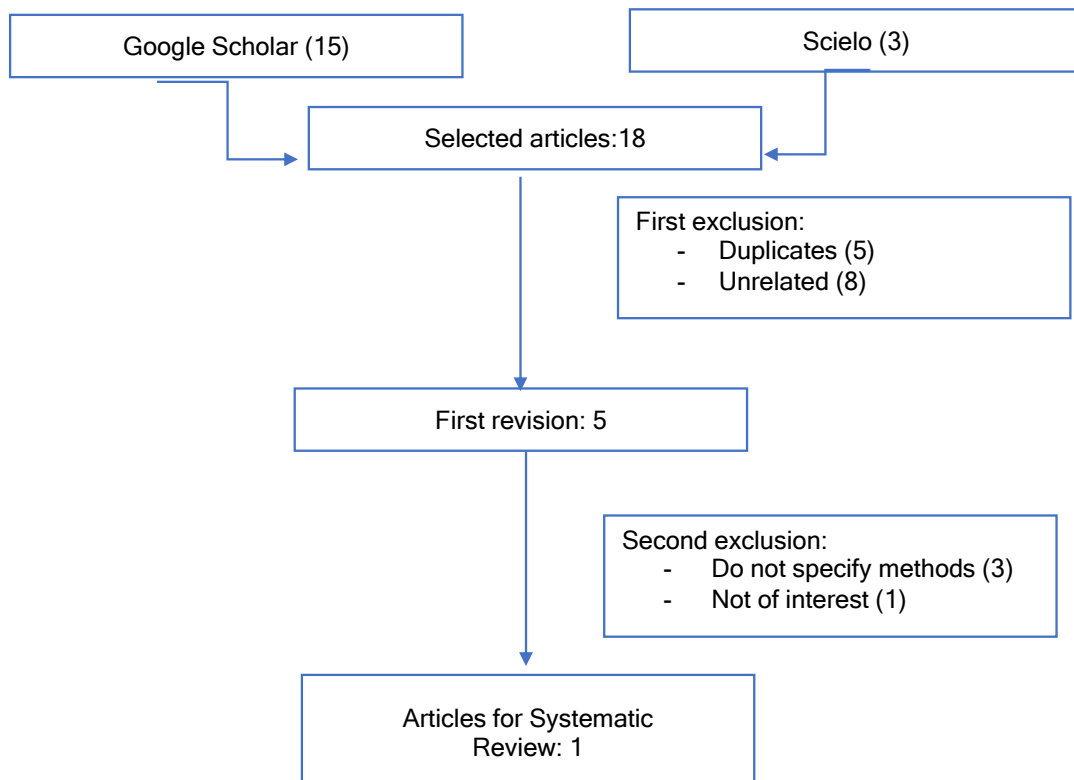 Google Scholar (15)
Scielo (3)
Selected articles:18
First exclusion:
- Duplicates (5)
- Unrelated (8)
First revision: 5
Second exclusion:
- Do not specify methods (3)
- Not of interest (1)
Articles for Systematic
Review: 1